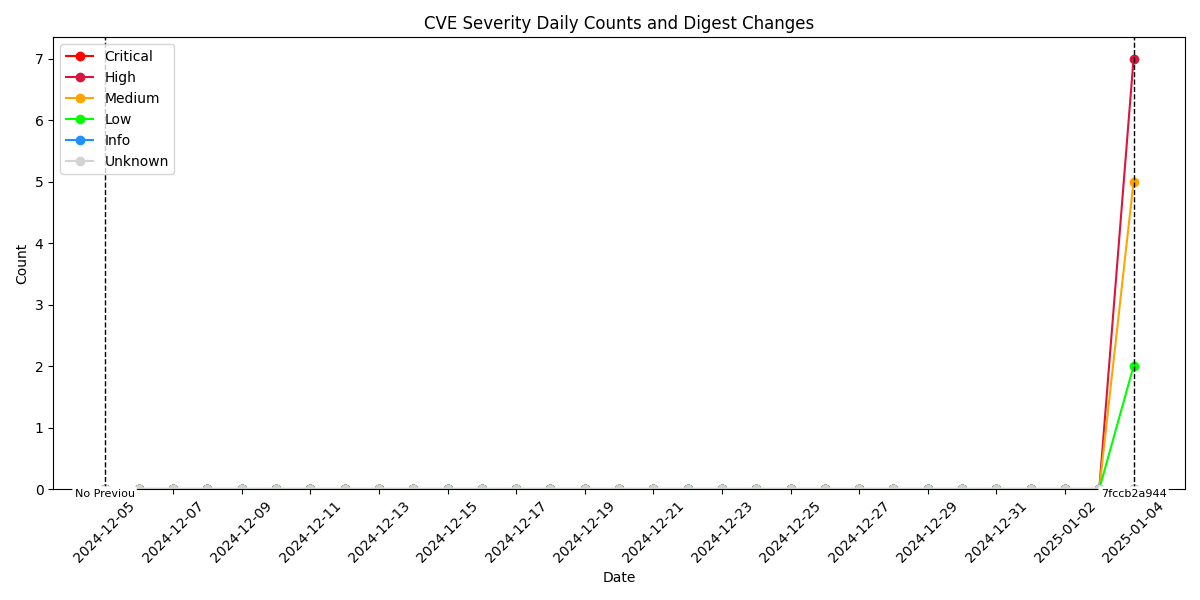 CVE Severity Daily Counts and Digest Changes
Critical
High
Medium
Low
Info
Unknown
Count
7
6
5
4
3
2
1
0
No Previou
7fccb2a944
2024-12-05
2024-12-07
2024-12-09
2024-12-11
2024-12-13
2024-12-15
2024-12-17
2024-12-19
2024-12-21
2024-12-23
2024-12-25
2024-12-27
2024-12-29
2024-12-31
2025-01-02
2025-01-04
Date